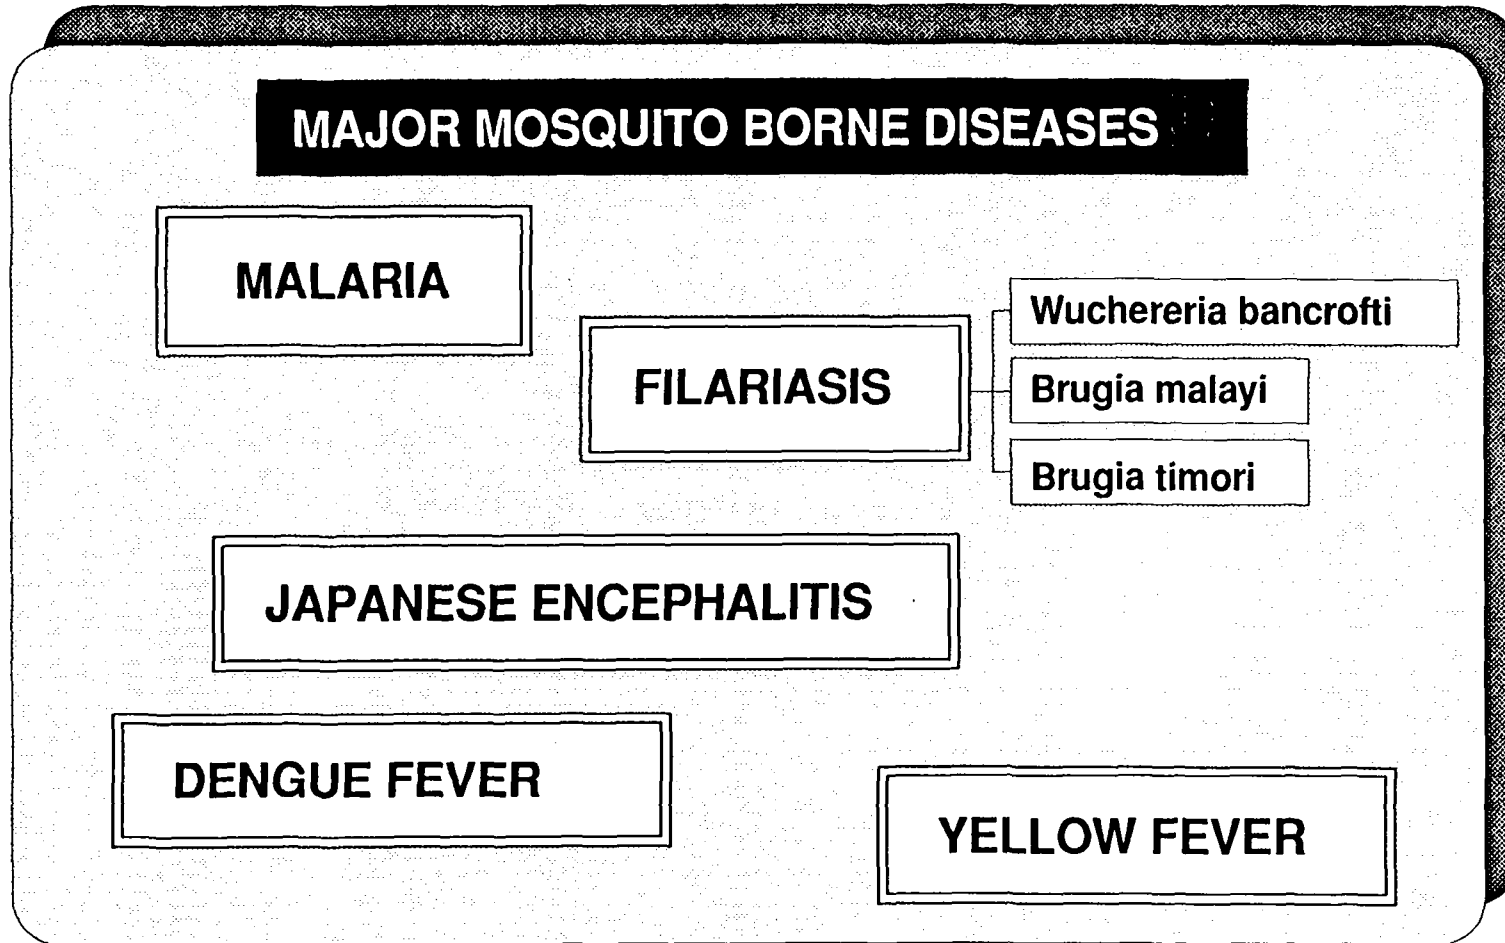 MAJOR MOSQUITO BORNE DISEASES
MALARIA
FILARIASIS
Wuchereria bancrofti
Brugia malayi
Brugia timori
JAPANESE ENCEPHALITIS
DENGUE FEVER
YELLOW FEVER